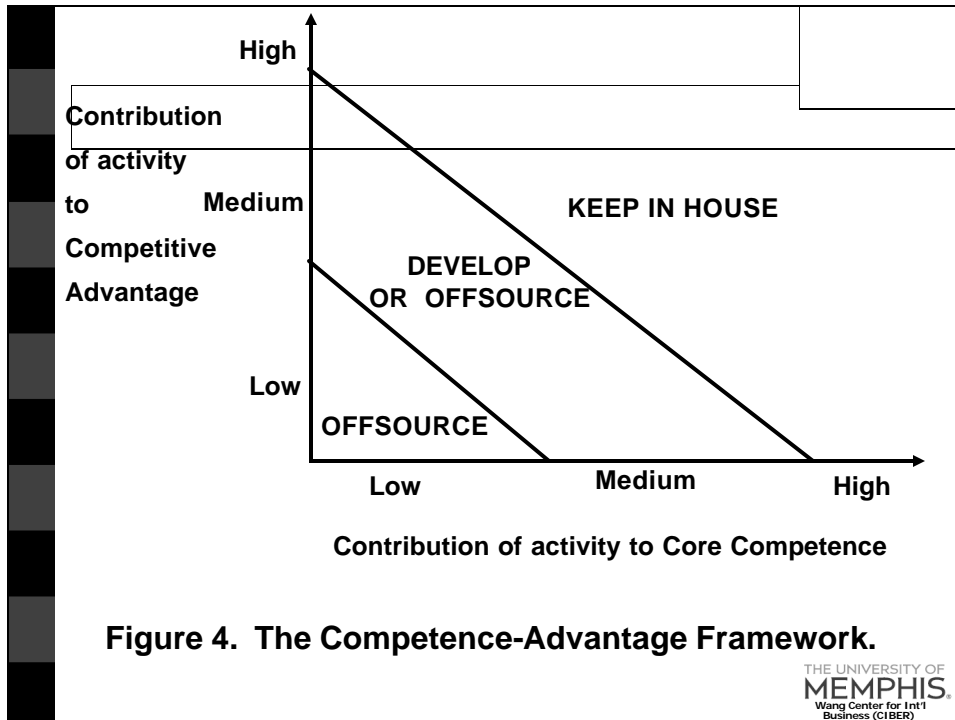 High
Contribution
of activity
to
Competitive
Advantage
Medium
KEEP IN HOUSE
DEVELOP
OR OFFSOURCE
Low
OFFSOURCE
Low
Medium
High
Contribution of activity to Core Competence
Figure 4. The Competence-Advantage Framework.
THE UNIVERSITY OF
MEMPHIS®
Wang Center for Int'l
Business (CIBER)